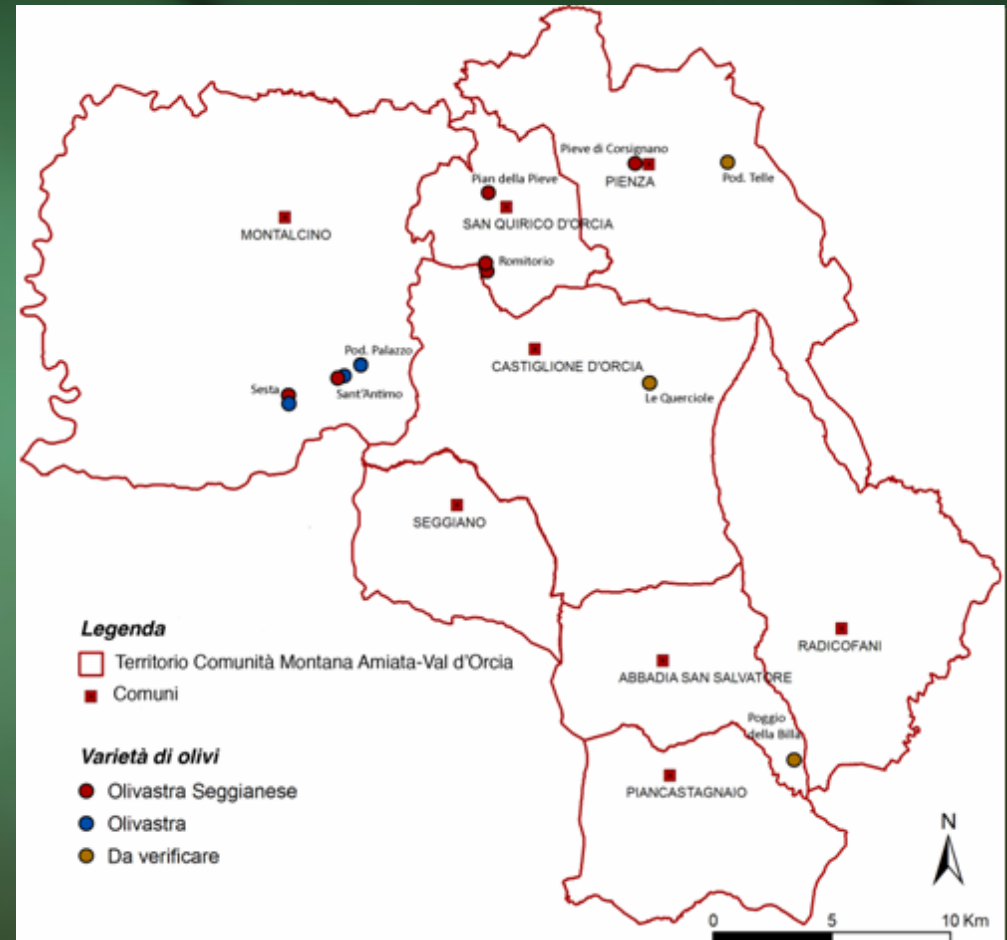 Pieve di Corsignano
PIENZA
Pod. Telle
Pian della Pieve
SAN QUIRICO D'ORCIA
MONTALCINO
Romitorio
Pod. Palazzo
CASTIGLIONE D'ORCIA
Sesta
Sant'Antimo
Le Querciole
SEGGIANO
Legenda
Territorio Comunità Montana Amiata-Val d'Orcia
Comuni
RADICOFANI
ABBADIA SAN SALVATORE
Poggio
della Billa
Varietà di olivi
Olivastra Seggianese
Olivastra
Da verificare
PIANCASTAGNAIO
N
0 5 10 Km